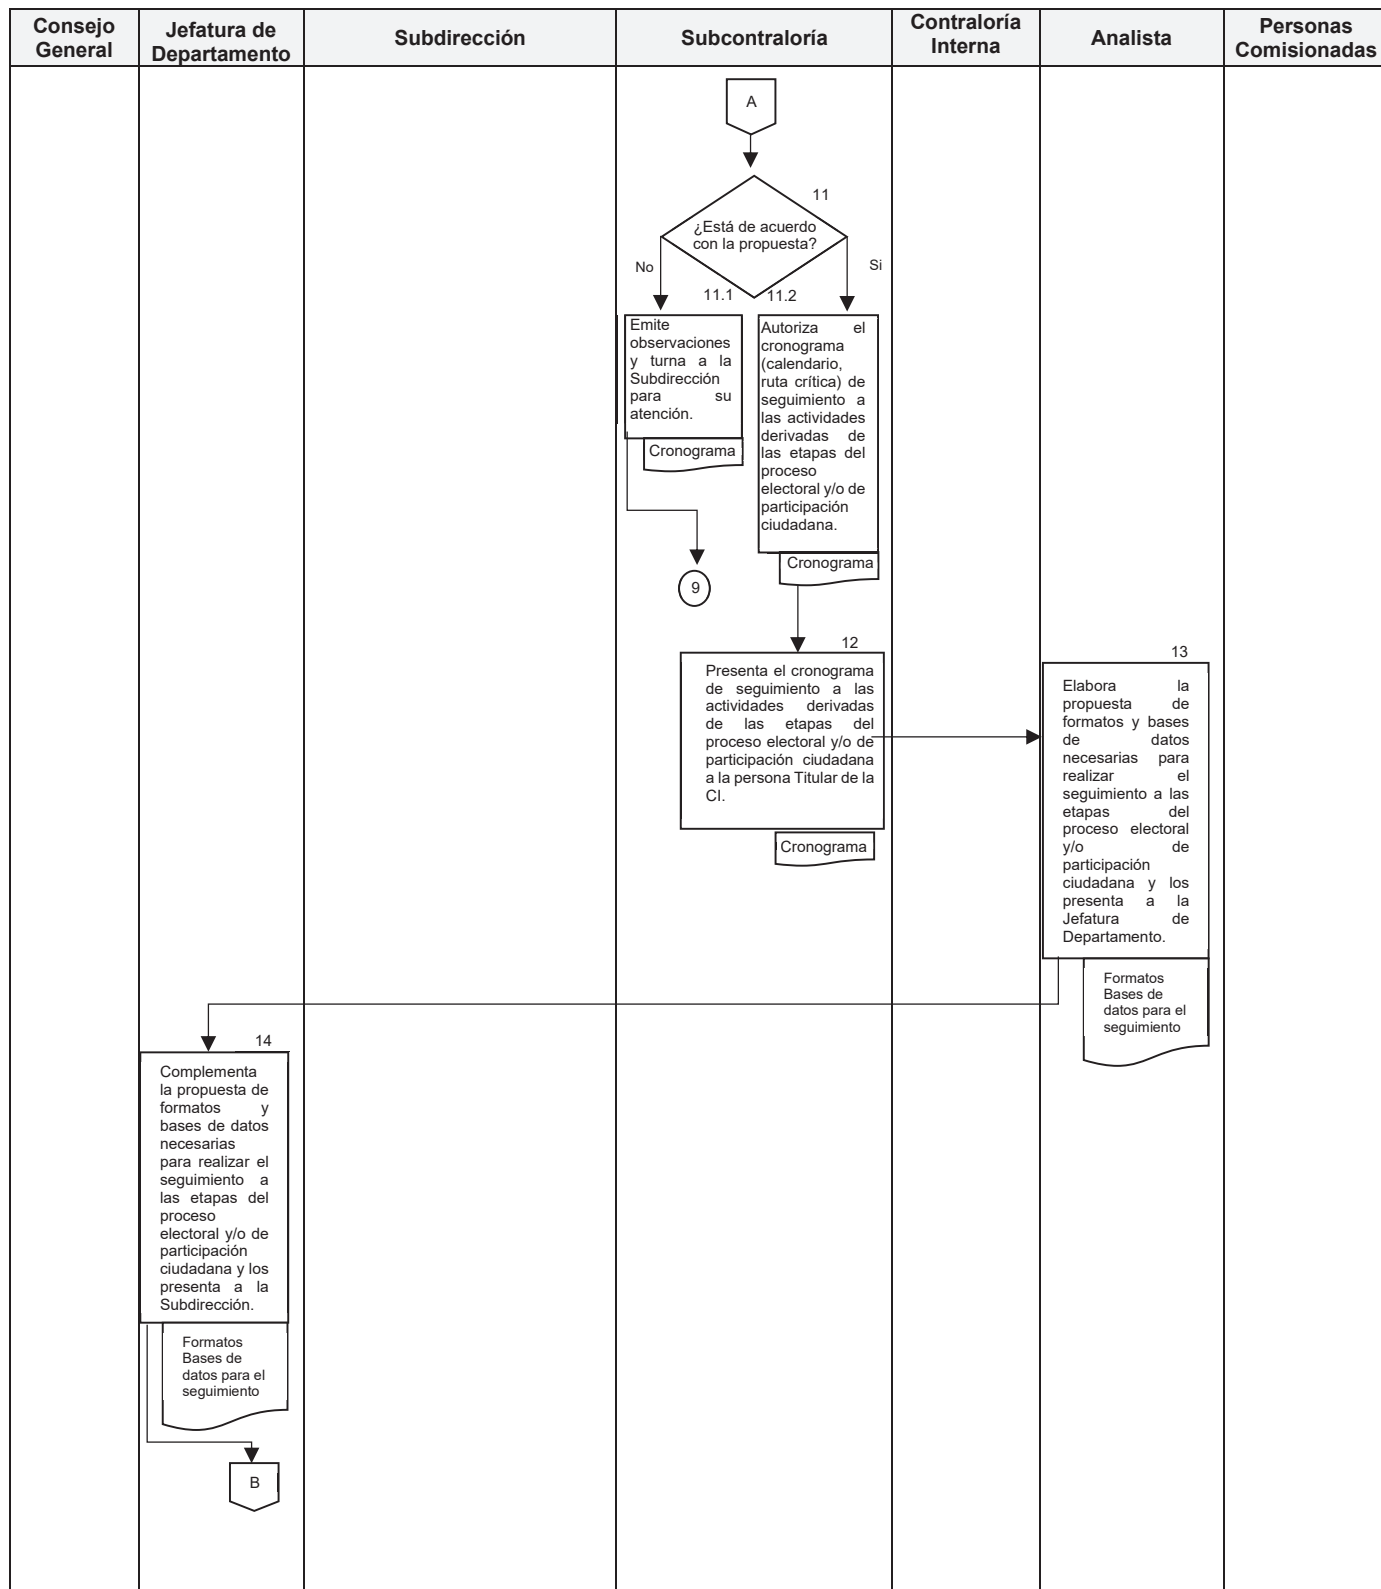 Consejo
General
Jefatura de
Departamento
Subdirección
Subcontraloría
Contraloría
Interna
Analista
Personas
Comisionadas
A
11
¿Está de acuerdo
con la propuesta?
No
Si
11.1
11.2
Emite
observaciones
y turna a la
Subdirección
para su
atención.
Cronograma
9
Autoriza el
cronograma
(calendario,
ruta crítica) de
seguimiento a
las actividades
derivadas de
las etapas del
proceso
electoral y/o de
participación
ciudadana.
Cronograma
12
Presenta el cronograma
de seguimiento a las
actividades derivadas
de las etapas del
proceso electoral y/o de
participación ciudadana
a la persona Titular de la
CI.
Cronograma
13
Elabora la
propuesta de
formatos y bases
de datos
necesarias para
realizar el
seguimiento a las
etapas del
proceso electoral
y/o de
participación
ciudadana y los
presenta a la
Jefatura de
Departamento.
Formatos
Bases de
datos para el
seguimiento
14
Complementa
la propuesta de
formatos y
bases de datos
necesarias
para realizar el
seguimiento a
las etapas del
proceso
electoral y/o de
participación
ciudadana y los
presenta a la
Subdirección.
Formatos
Bases de
datos para el
seguimiento
B